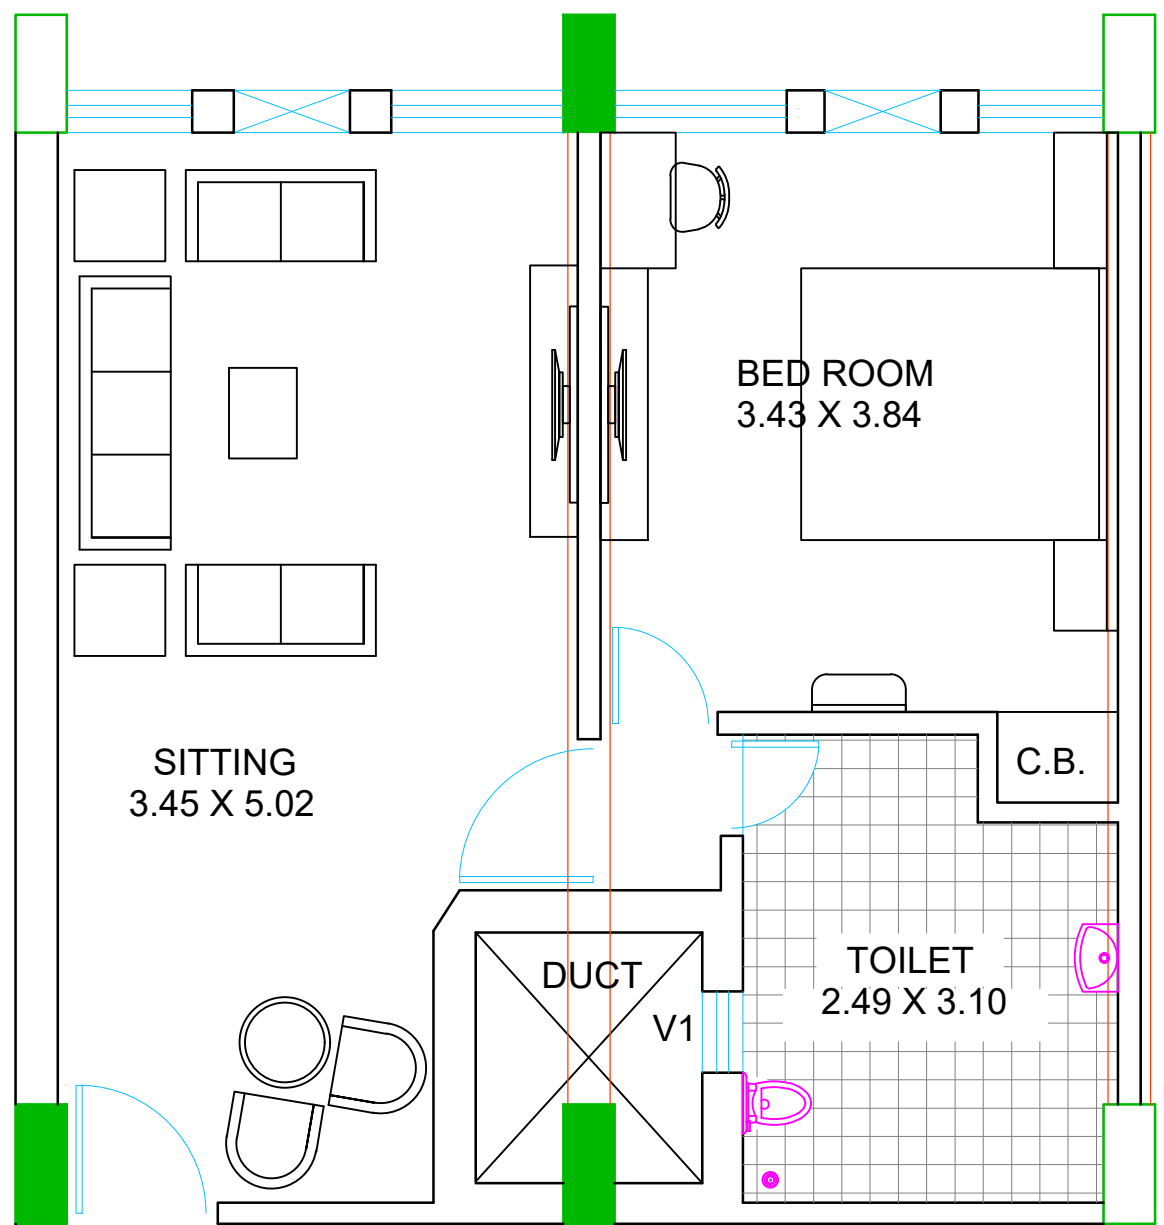 BED ROOM
3.43 X 3.84
SITTING
3.45 X 5.02
C.B.
DUCT
V1
TOILET
2.49 X 3.10